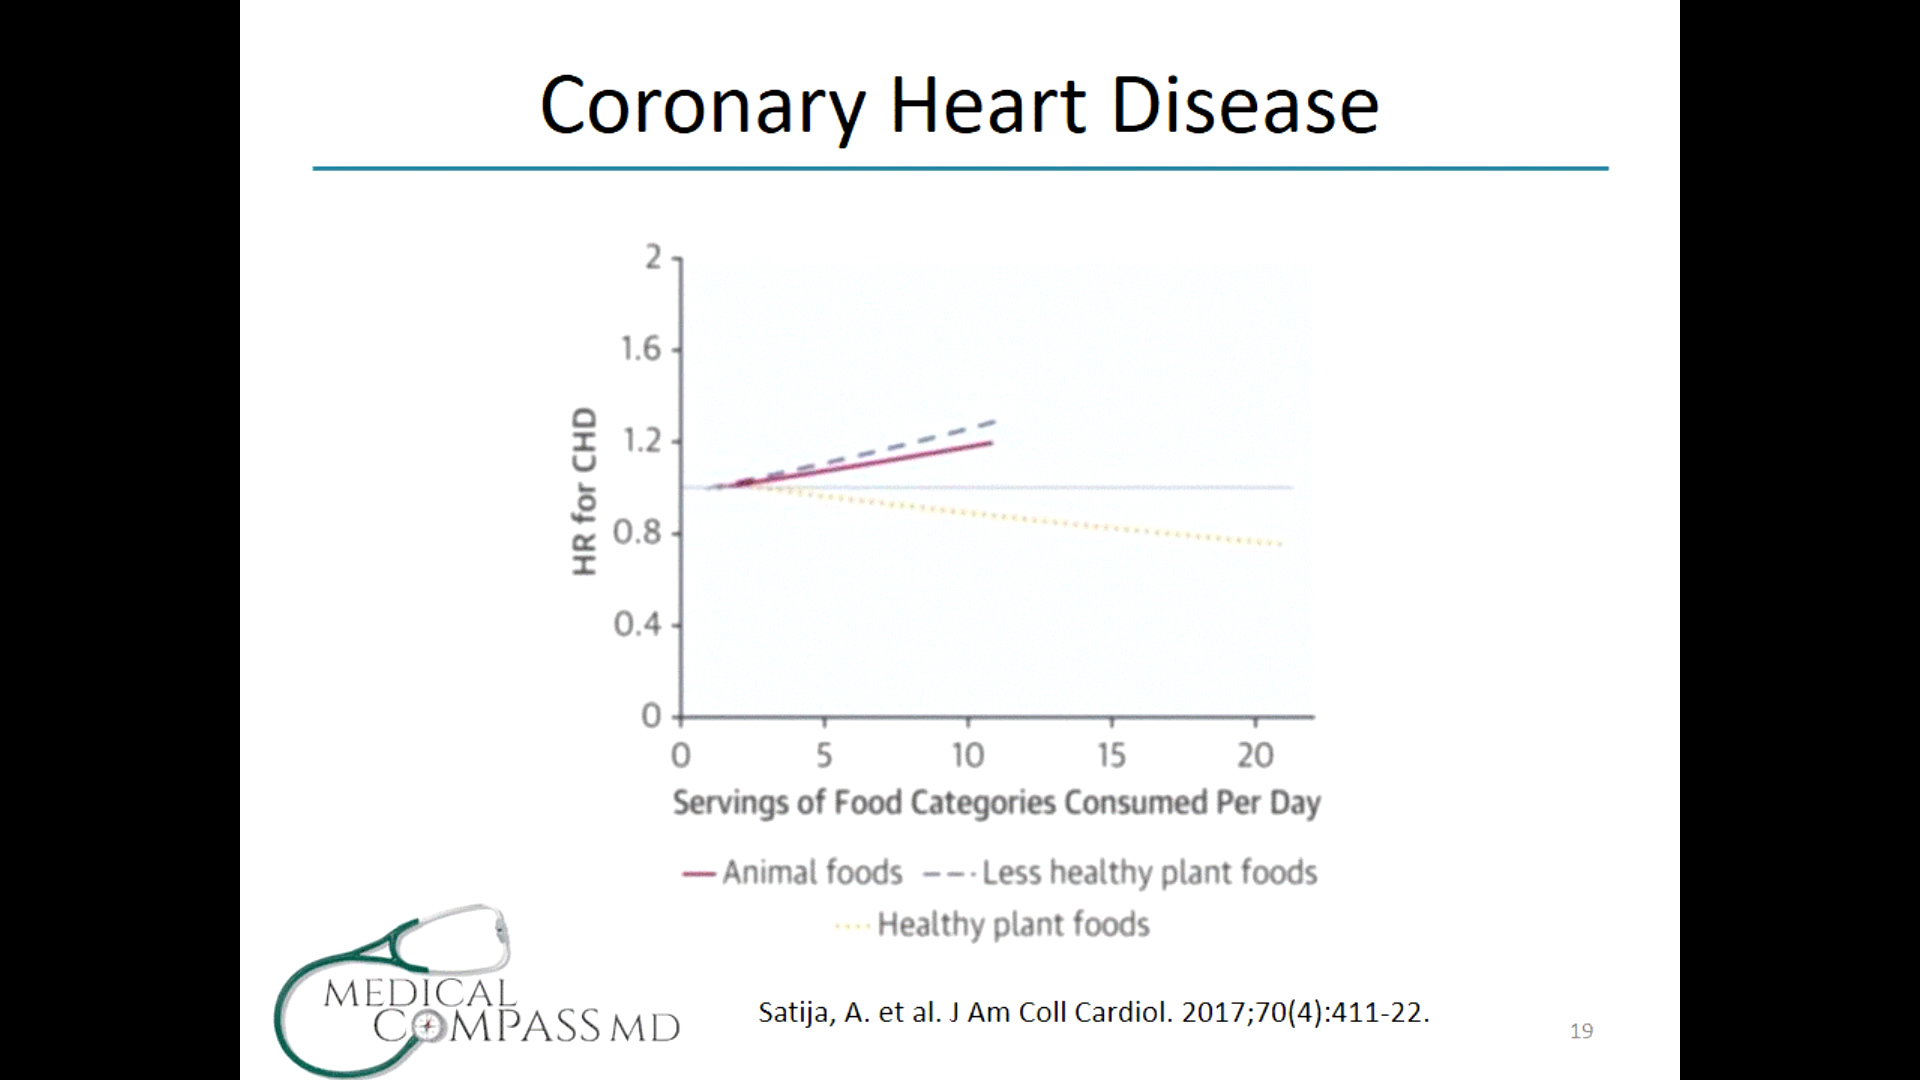 Coronary Heart Disease
2
1.6
1.2
0.8
0.4
0
HR for CHD
0 5 10 15 20
Servings of Food Categories Consumed Per Day
Animal foods Less healthy plant foods
Healthy plant foods
MEDICAL
COMPASS MD
Satija, A. et al. J Am Coll Cardiol. 2017;70(4):411-22.
19